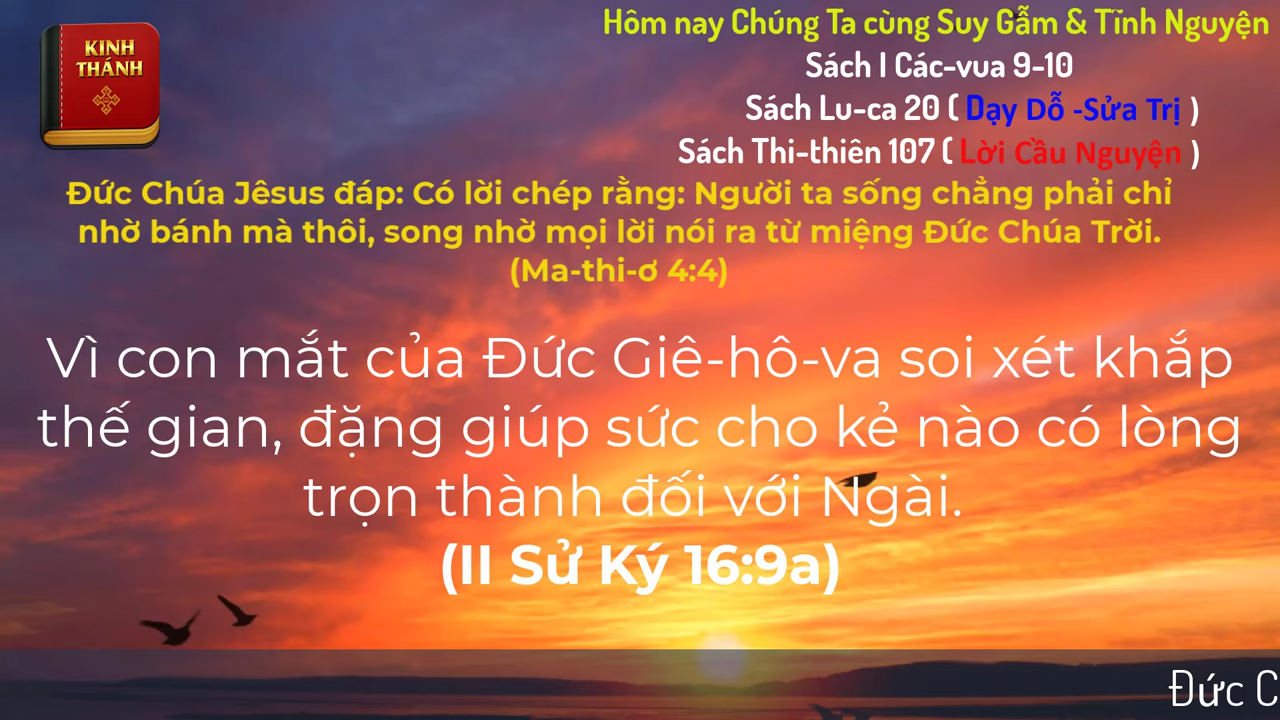 KINH
THÁNH
Hôm nay Chúng Ta cùng Suy Gẫm & Tĩnh Nguyện
Sách I Các-vua 9-10
Sách Lu-ca 20 ( Dạy Dỗ -Sửa Trị )
Sách Thi-thiên 107 ( Lời Cầu Nguyện )
Đức Chúa Jêsus đáp: Có lời chép rằng: Người ta sống chẳng phải chỉ
nhờ bánh mà thôi, song nhờ mọi lời nói ra từ miệng Đức Chúa Trời.
(Ma-thi-ơ 4:4)
Vì con mắt của Đức Giê-hô-va soi xét khắp
thế gian, đặng giúp sức cho kẻ nào có lòng
trọn thành đối với Ngài.
(II Sử Ký 16:9a)
Đức C